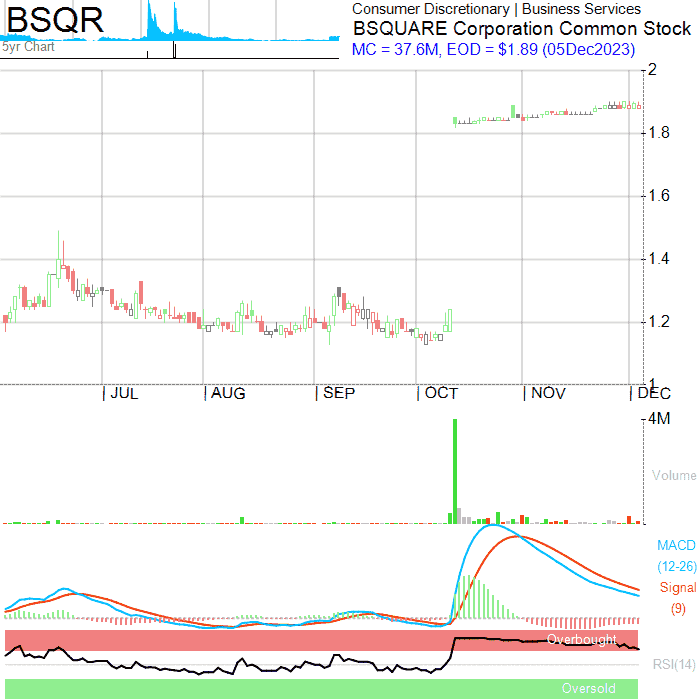 BSQR
5yr Chart
Consumer Discretionary | Business Services
BSQUARE Corporation Common Stock
MC = 37.6M, EOD = $1.89 (05Dec2023)
2
1.8
1.6
1.4
1.2
1
JUL
AUG
SEP
OCT
NOV
DEC
4M
Volume
MACD
(12-26)
Signal
(9)
Overbought
RSI(14)
Oversold